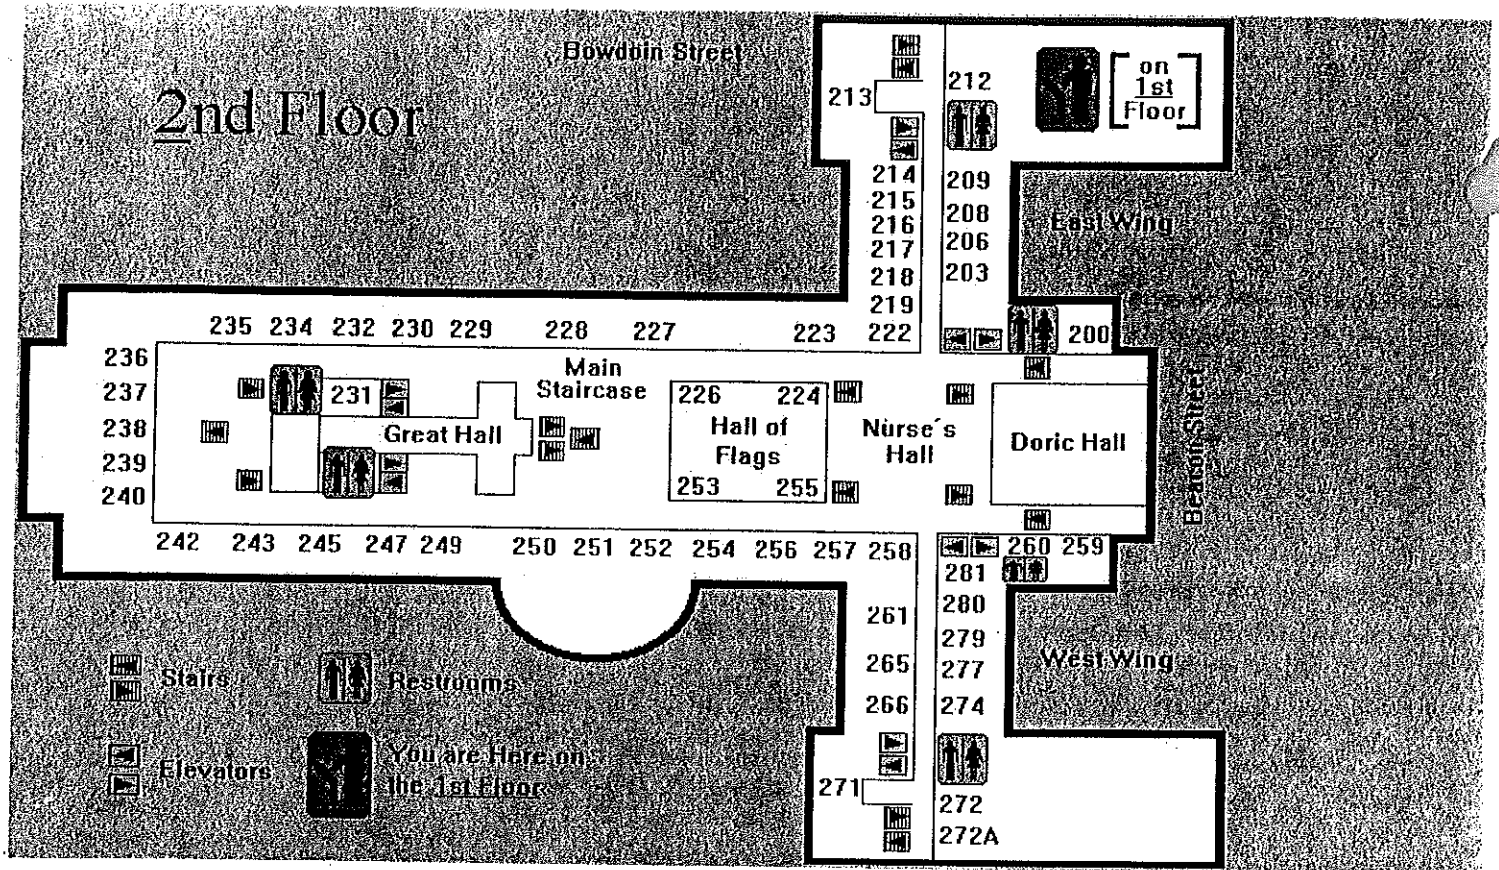 Bowdoin Street
2nd Floor
212
on
1st
Floor
213
214
209
215
208
216
217
206
218
203
219
East Wing
235 234 232 230 229 228 227 223 222
200
236
Main
Staircase
237
231
226
224
238
Great Hall
Hall of
Flags
Nurse´s
Hall
Doric Hall
Beacon Street
239
240
253
255
242 243 245 247 249 250 251 252 254 256 257 258
260 259
281
280
261
279
265
277
West Wing
266
274
Stairs
Restrooms
Elevators
You are Here on
the 1st Floor
271
272
272A